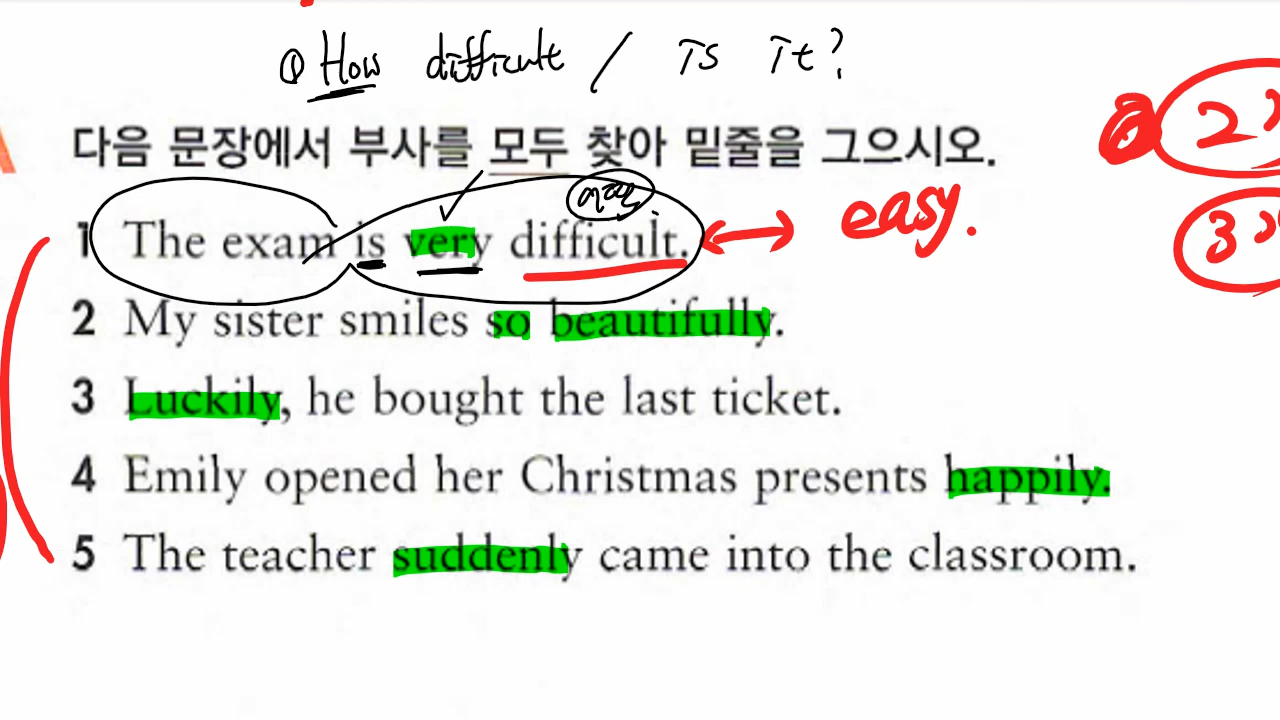 ① How difficult / is it?
다음 문장에서 부사를 모두 찾아 밑줄을 그으시오.
1 The exam is very difficult. ↔ easy.
2 My sister smiles so beautifully.
3 Luckily, he bought the last ticket.
4 Emily opened her Christmas presents happily.
5 The teacher suddenly came into the classroom.